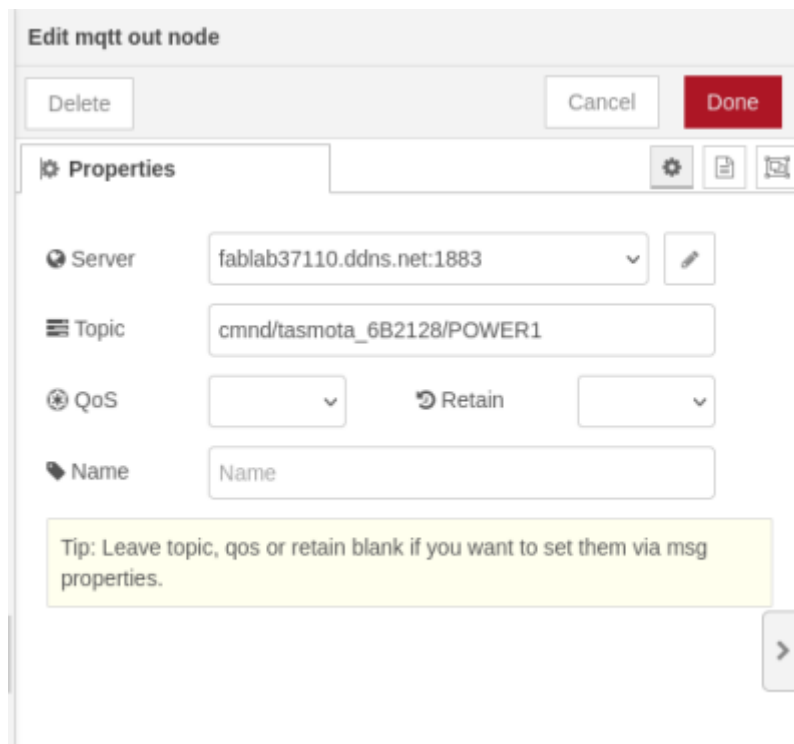 Edit mqtt out node
Delete
Cancel
Done
Properties
Server
fablab37110.ddns.net:1883
Topic
cmnd/tasmota_6B2128/POWER1
QoS
Retain
Name
Name
Tip: Leave topic, qos or retain blank if you want to set them via msg
properties.